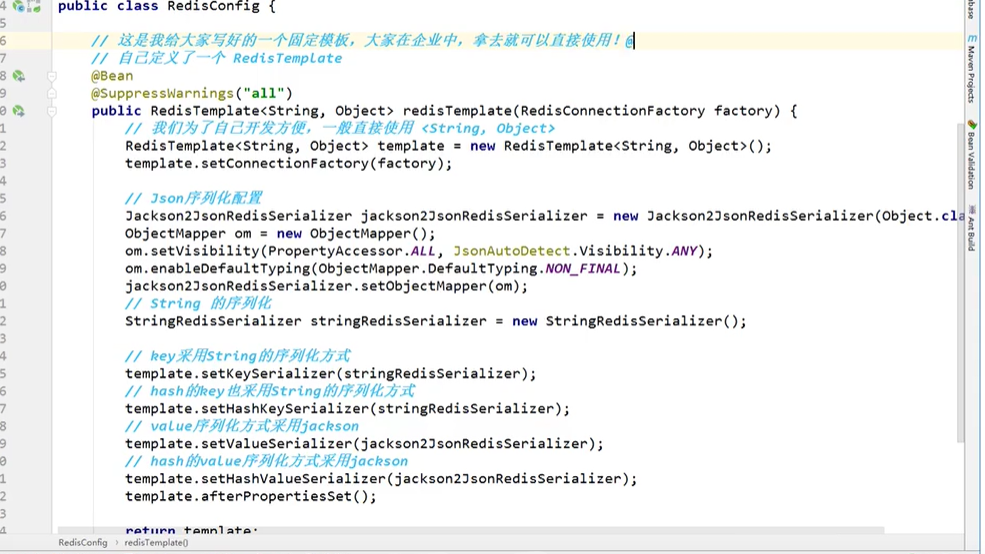 public class RedisConfig {
// 这是我给大家写好的一个固定模板，大家在企业中，拿去就可以直接使用！@
// 自己定义了一个 RedisTemplate
@Bean
@SuppressWarnings("all")
public RedisTemplate<String, Object> redisTemplate(RedisConnectionFactory factory) {
// 我们为了自己开发方便，一般直接使用 <String, Object>
RedisTemplate<String, Object> template = new RedisTemplate<String, Object>();
template.setConnectionFactory(factory);
// Json序列化配置
Jackson2JsonRedisSerializer jackson2JsonRedisSerializer = new Jackson2JsonRedisSerializer(Object.cla
ObjectMapper om = new ObjectMapper();
om.setVisibility(PropertyAccessor.ALL, JsonAutoDetect.Visibility.ANY);
om.enableDefaultTyping(ObjectMapper.DefaultTyping.NON_FINAL);
jackson2JsonRedisSerializer.setObjectMapper(om);
// String 的序列化
StringRedisSerializer stringRedisSerializer = new StringRedisSerializer();
// key采用String的序列化方式
template.setKeySerializer(stringRedisSerializer);
// hash的key也采用String的序列化方式
template.setHashKeySerializer(stringRedisSerializer);
// value序列化方式采用jackson
template.setValueSerializer(jackson2JsonRedisSerializer);
// hash的value序列化方式采用jackson
template.setHashValueSerializer(jackson2JsonRedisSerializer);
template.afterPropertiesSet();
return template;
RedisConfig › redisTemplate()
Maven Projects
Bean Validation
Ant Build